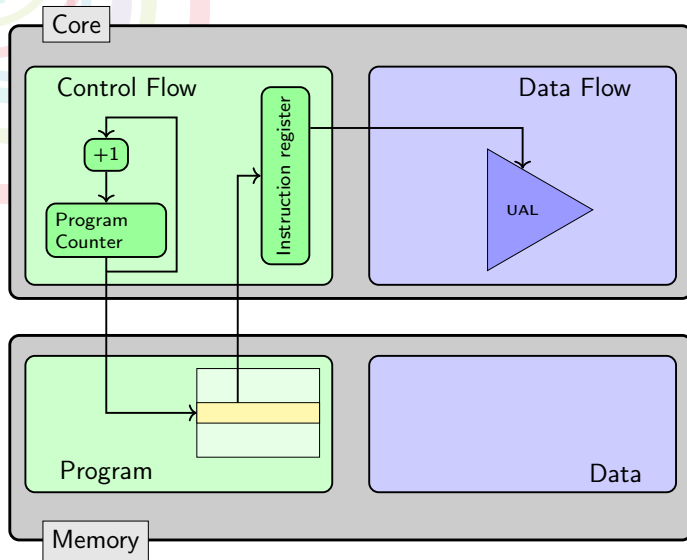 Core
Control Flow
Data Flow
+1
Program
Counter
Instruction register
UAL
Program
Data
Memory